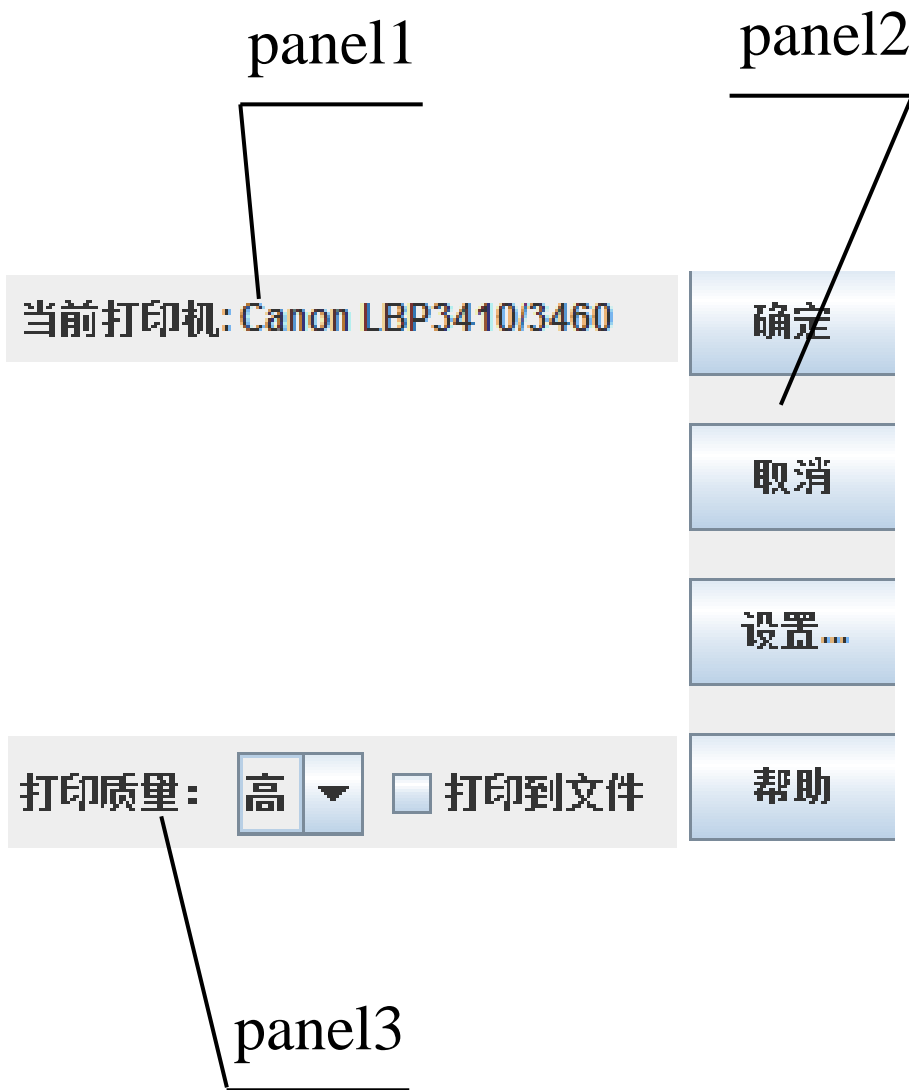 panel1
panel2
当前打印机: Canon LBP3410/3460
确定
取消
设置...
打印质量：
高
打印到文件
帮助
panel3